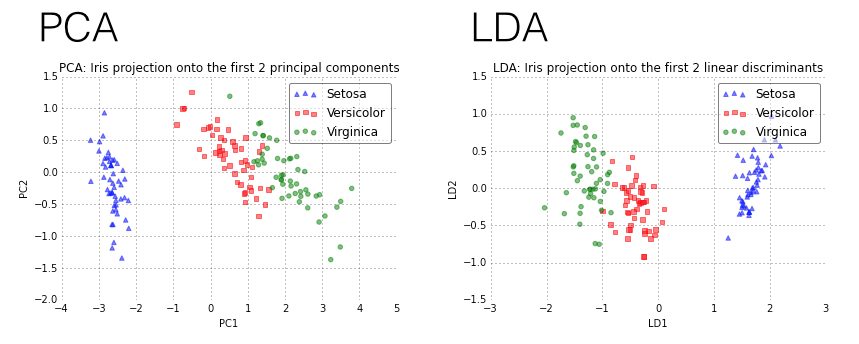 PCA
PCA: Iris projection onto the first 2 principal components
Setosa
Versicolor
Virginica
1.5
1.0
0.5
0.0
−0.5
−1.0
−1.5
−2.0
PC2
−4 −3 −2 −1 0 1 2 3 4 5
PC1
LDA
LDA: Iris projection onto the first 2 linear discriminants
Setosa
Versicolor
Virginica
1.5
1.0
0.5
0.0
−0.5
−1.0
−1.5
LD2
−3 −2 −1 0 1 2 3
LD1